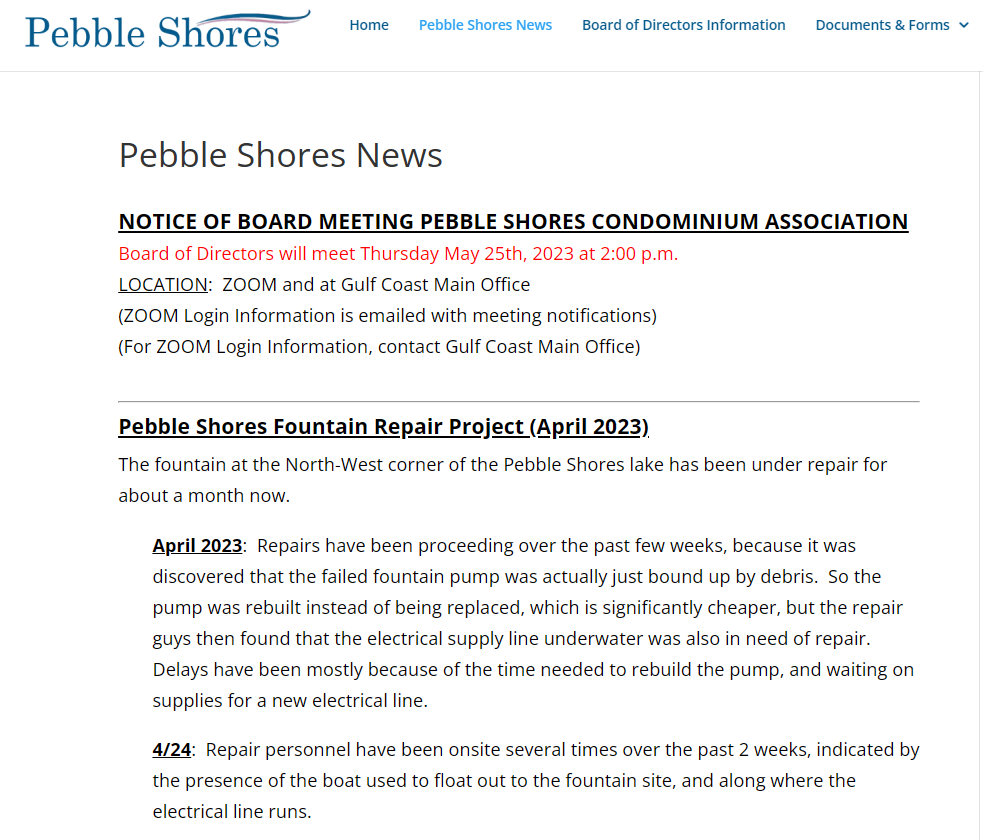 Pebble Shores
Home Pebble Shores News Board of Directors Information Documents & Forms
Pebble Shores News
NOTICE OF BOARD MEETING PEBBLE SHORES CONDOMINIUM ASSOCIATION
Board of Directors will meet Thursday May 25th, 2023 at 2:00 p.m.
LOCATION:  ZOOM and at Gulf Coast Main Office
(ZOOM Login Information is emailed with meeting notifications)
(For ZOOM Login Information, contact Gulf Coast Main Office)
Pebble Shores Fountain Repair Project (April 2023)
The fountain at the North-West corner of the Pebble Shores lake has been under repair for
about a month now.
April 2023:  Repairs have been proceeding over the past few weeks, because it was
discovered that the failed fountain pump was actually just bound up by debris.  So the
pump was rebuilt instead of being replaced, which is significantly cheaper, but the repair
guys then found that the electrical supply line underwater was also in need of repair.
Delays have been mostly because of the time needed to rebuild the pump, and waiting on
supplies for a new electrical line.
4/24:  Repair personnel have been onsite several times over the past 2 weeks, indicated by
the presence of the boat used to float out to the fountain site, and along where the
electrical line runs.